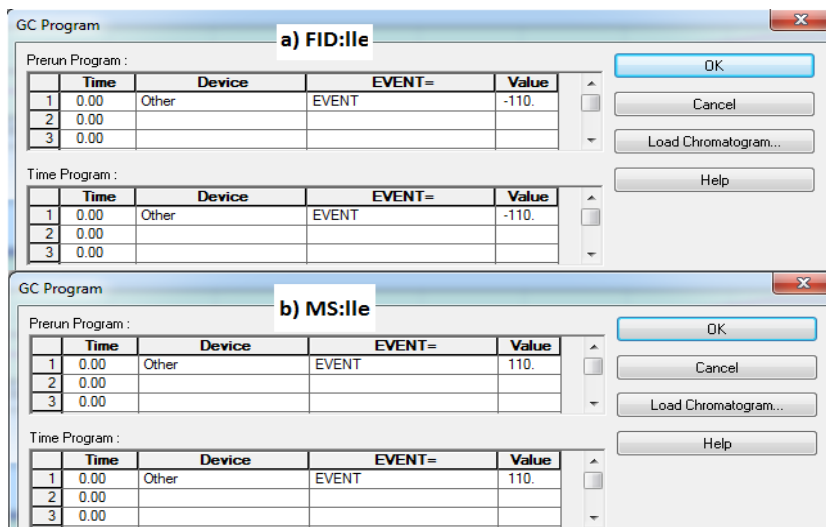 GC Program
a) FID:lle
Prerun Program :
Time Device EVENT= Value
1 0.00 Other EVENT -110.
2 0.00
3 0.00
Time Program :
Time Device EVENT= Value
1 0.00 Other EVENT -110.
2 0.00
3 0.00
OK
Cancel
Load Chromatogram...
Help
GC Program
b) MS:lle
Prerun Program :
Time Device EVENT= Value
1 0.00 Other EVENT 110.
2 0.00
3 0.00
Time Program :
Time Device EVENT= Value
1 0.00 Other EVENT 110.
2 0.00
3 0.00
OK
Cancel
Load Chromatogram...
Help